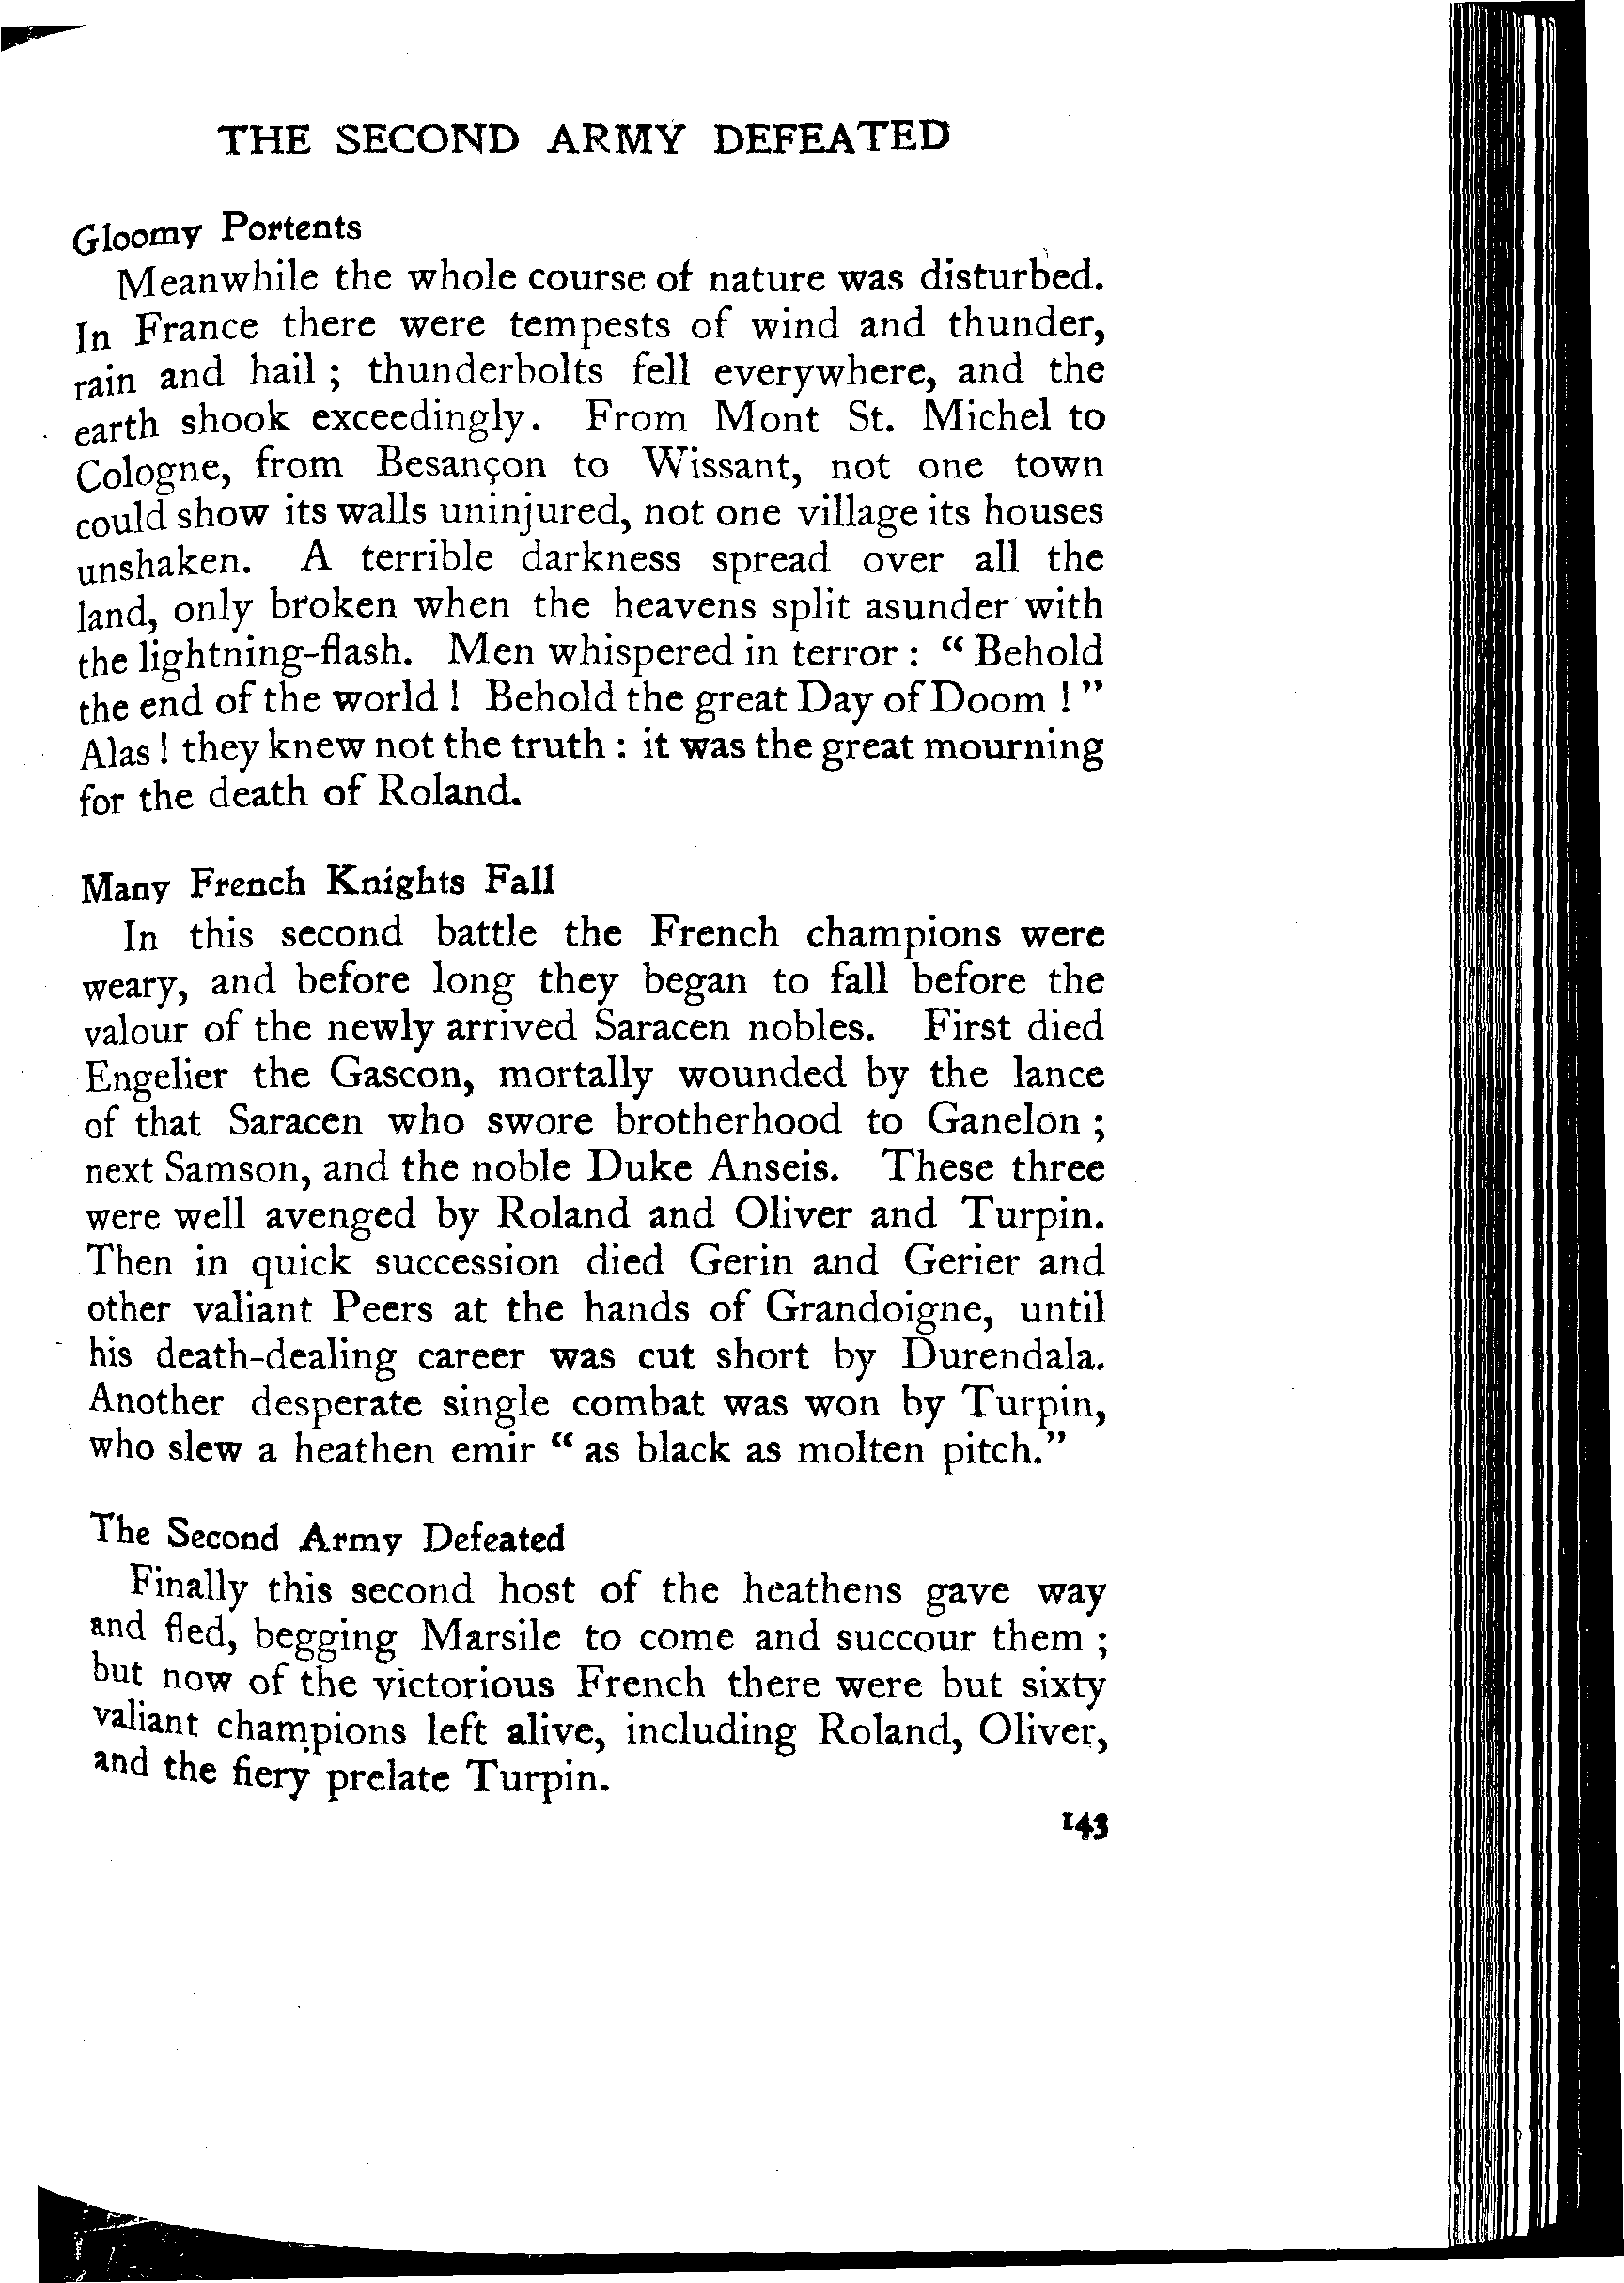 THE SECOND ARMY DEFEATED
Gloomy Portents
Meanwhile the whole course of nature was disturbed.
In France there were tempests of wind and thunder,
rain and hail ; thunderbolts fell everywhere, and the
earth shook exceedingly. From Mont St. Michel to
Cologne, from Besançon to Wissant, not one town
could show its walls uninjured, not one village its houses
unshaken. A terrible darkness spread over all the
land, only broken when the heavens split asunder with
the lightning-flash. Men whispered in terror : “ Behold
the end of the world ! Behold the great Day of Doom ! ”
Alas ! they knew not the truth : it was the great mourning
for the death of Roland.
Many French Knights Fall
In this second battle the French champions were
weary, and before long they began to fall before the
valour of the newly arrived Saracen nobles. First died
Engelier the Gascon, mortally wounded by the lance
of that Saracen who swore brotherhood to Ganelon ;
next Samson, and the noble Duke Anseis. These three
were well avenged by Roland and Oliver and Turpin.
Then in quick succession died Gerin and Gerier and
other valiant Peers at the hands of Grandoigne, until
his death-dealing career was cut short by Durendala.
Another desperate single combat was won by Turpin,
who slew a heathen emir “ as black as molten pitch.”
The Second Army Defeated
Finally this second host of the heathens gave way
and fled, begging Marsile to come and succour them ;
but now of the victorious French there were but sixty
valiant champions left alive, including Roland, Oliver,
and the fiery prelate Turpin.
143